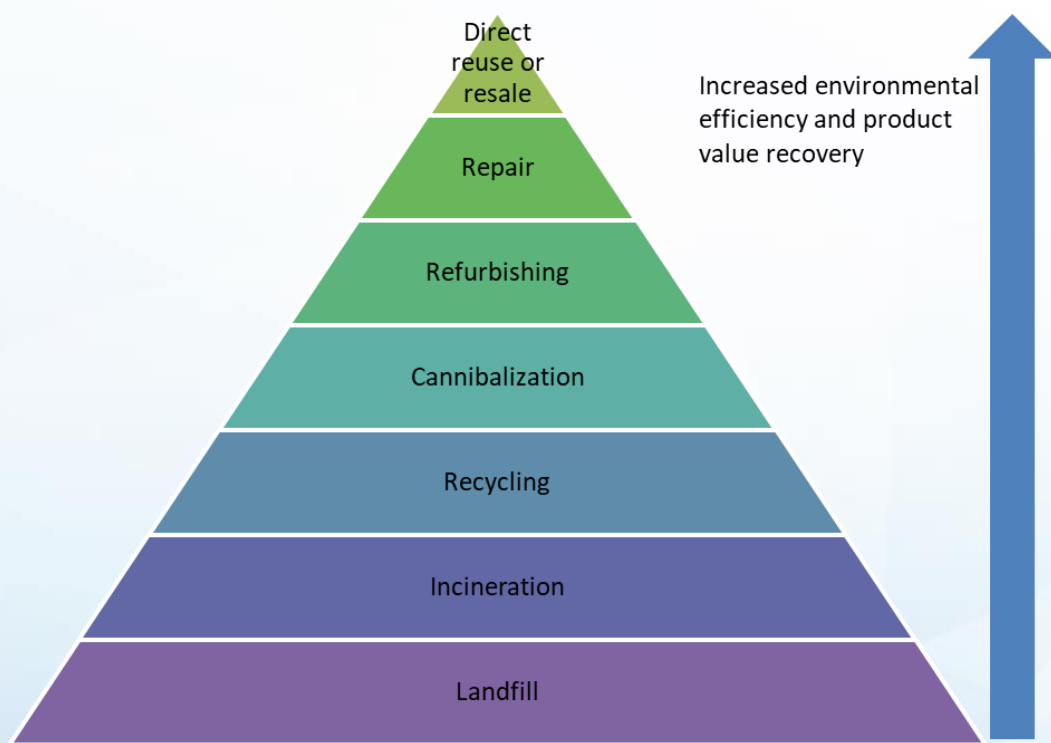 Direct
reuse or
resale
Increased environmental
efficiency and product
value recovery
Repair
Refurbishing
Cannibalization
Recycling
Incineration
Landfill